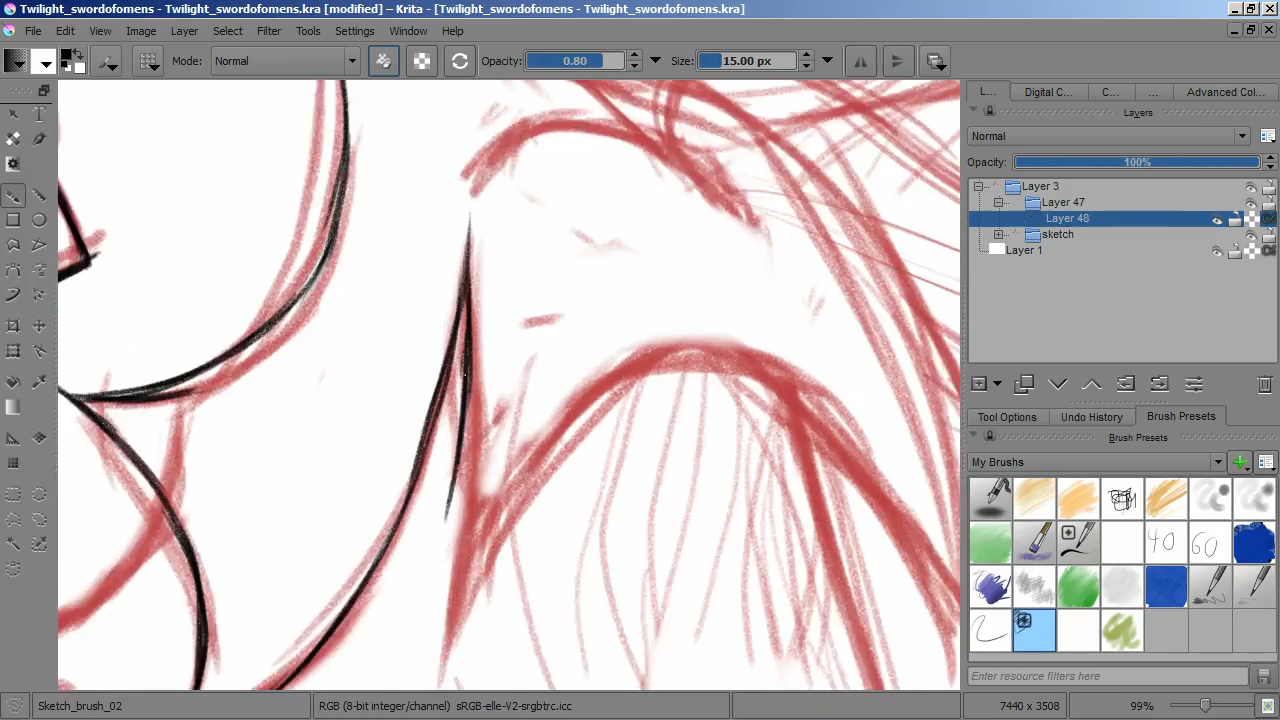 Twilight_swordofomens - Twilight_swordofomens.kra [modified] – Krita - [Twilight_swordofomens - Twilight_swordofomens.kra]
File Edit View Image Layer Select Filter Tools Settings Window Help
Mode: Normal Opacity: 0.80 Size: 15.00 px
L... Digital C... C... ... Advanced Col...
Layers
Normal
Opacity: 100%
Layer 3
Layer 47
Layer 48
sketch
Layer 1
Tool Options Undo History Brush Presets
Brush Presets
My Brushes
40 60
Enter resource filters here
Sketch_brush_02 RGB (8-bit integer/channel) sRGB-elle-V2-srgbtrc.icc 7440 x 3508 99%